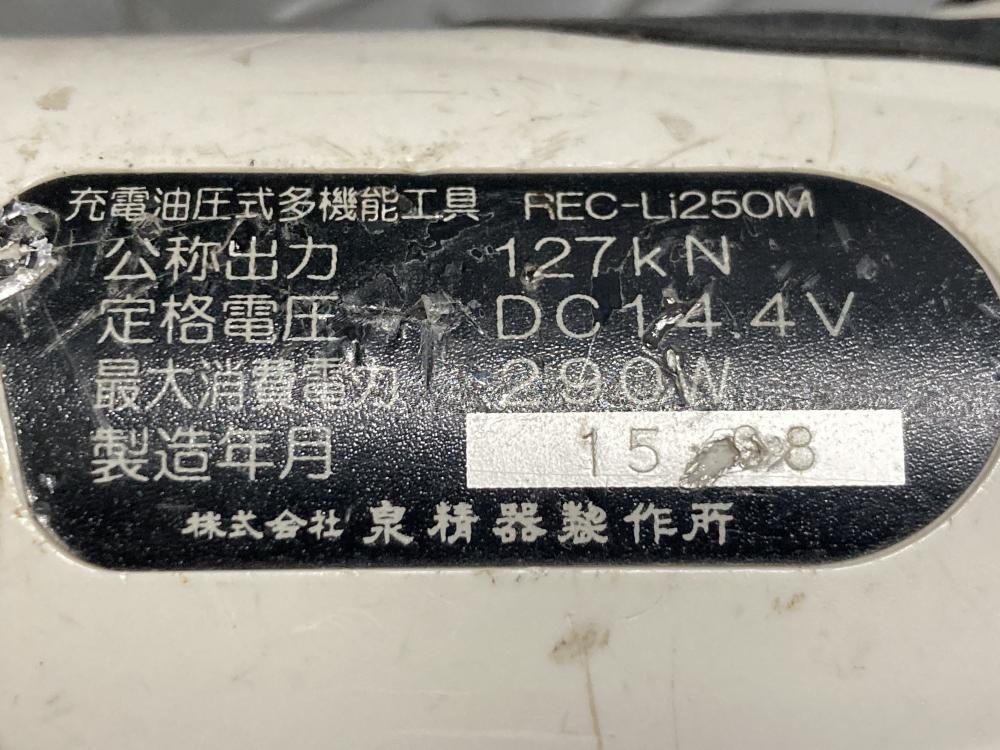 充電油圧式多機能工具 REC-Li250M
公称出力 127kN
定格電圧 DC14.4V
最大消費電力 290W
製造年月 15
株式会社 泉精器製作所